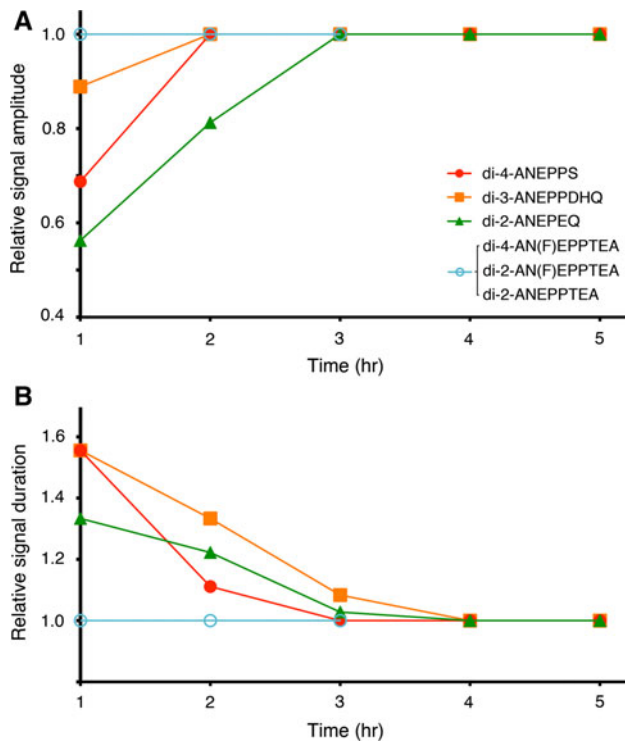 A
Relative signal amplitude
1.0
0.8
0.6
0.4
di-4-ANEPPS
di-3-ANEPPDHQ
di-2-ANEPEQ
di-4-AN(F)EPPTEA
di-2-AN(F)EPPTEA
di-2-ANEPPTEA
1 2 3 4 5
Time (hr)
B
Relative signal duration
1.6
1.4
1.2
1.0
1 2 3 4 5
Time (hr)